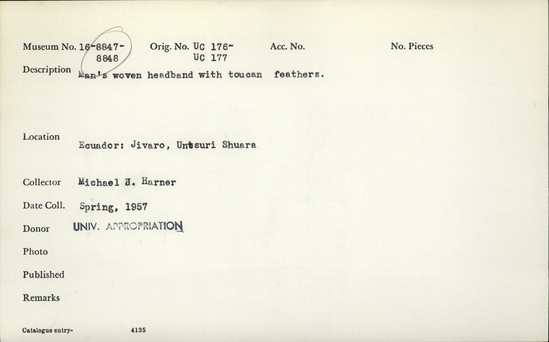 Museum No. 16-8847- Orig. No. UC 176- Acc. No. No. Pieces
8848 UC 177
Description Man's woven headband with toucan feathers.
Location
Ecuador: Jivaro, Untsuri Shuara
Collector Michael J. Harner
Date Coll. Spring, 1957
Donor UNIV. APPROPRIATION
Photo
Published
Remarks
Catalogue entry- 4135